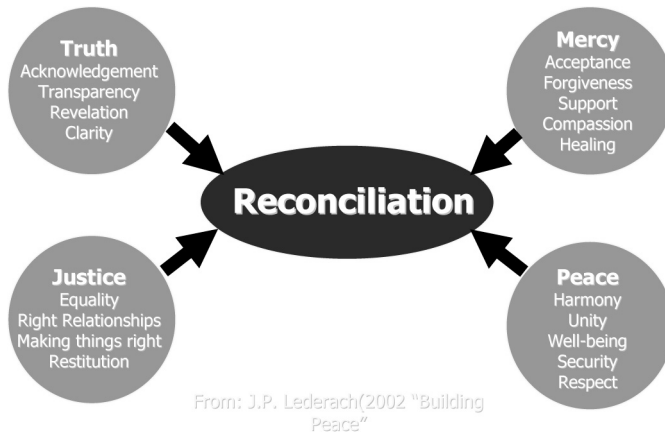 Truth
Acknowledgement
Transparency
Revelation
Clarity
Mercy
Acceptance
Forgiveness
Support
Compassion
Healing
Reconciliation
Justice
Equality
Right Relationships
Making things right
Restitution
Peace
Harmony
Unity
Well-being
Security
Respect
From: J.P. Lederach(2002 “Building
Peace”